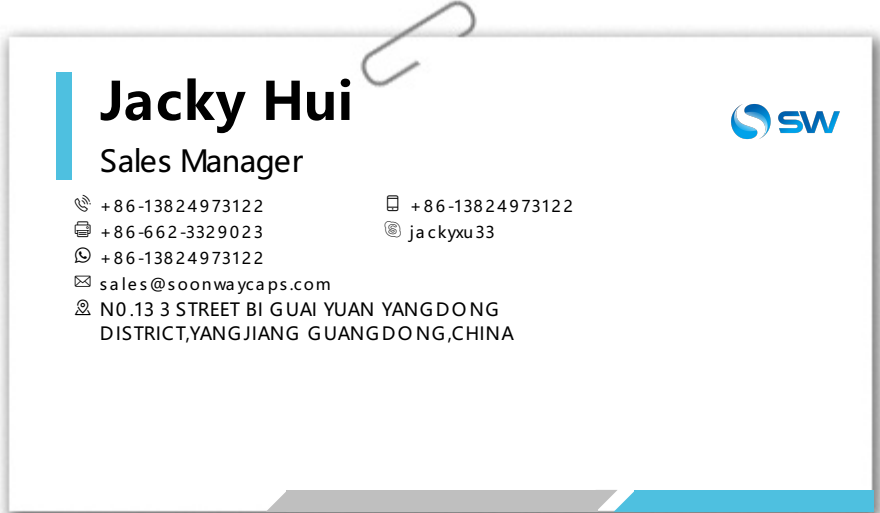 Jacky Hui
SW
Sales Manager
+86-13824973122
+86-13824973122
+86-662-3329023
jackyxu33
+86-13824973122
sales@soonwaycaps.com
N0.13 3 STREET BI GUAI YUAN YANGDONG
DISTRICT,YANGJIANG GUANGDONG,CHINA